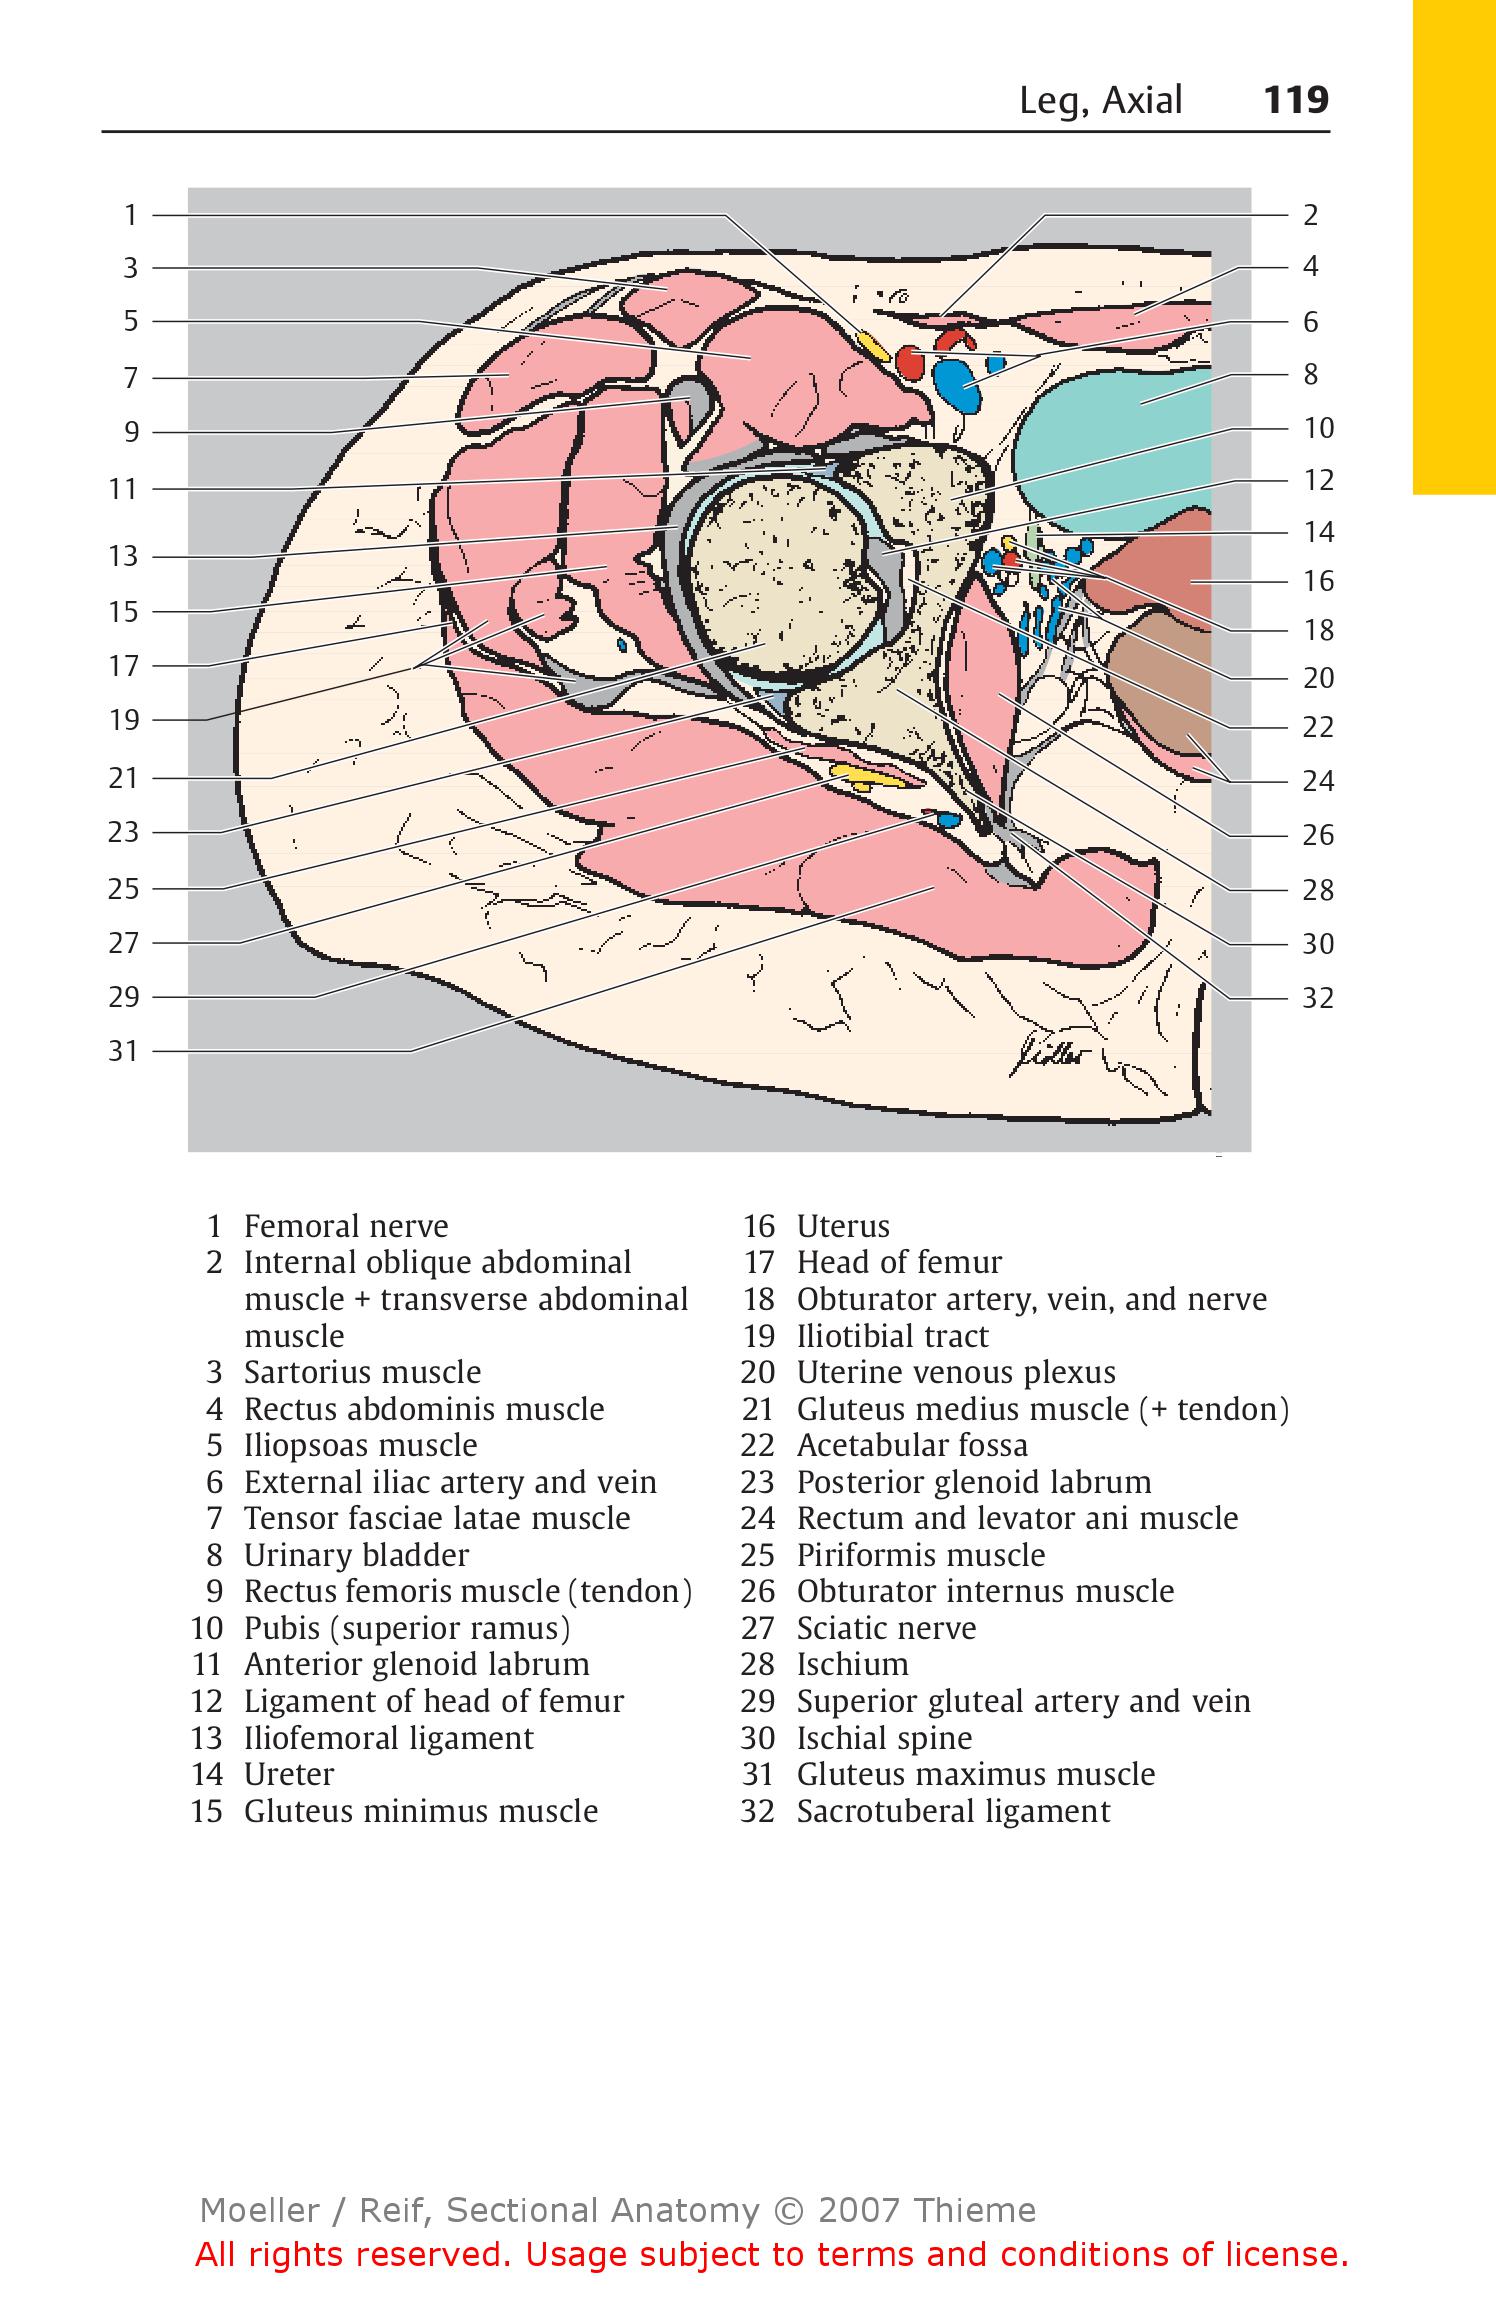 Leg, Axial 119
1
2
3
4
5
6
7
8
9
10
11
12
13
14
15
16
17
18
19
20
21
22
23
24
25
26
27
28
29
30
31
32
1 Femoral nerve
2 Internal oblique abdominal
muscle + transverse abdominal
muscle
3 Sartorius muscle
4 Rectus abdominis muscle
5 Iliopsoas muscle
6 External iliac artery and vein
7 Tensor fasciae latae muscle
8 Urinary bladder
9 Rectus femoris muscle (tendon)
10 Pubis (superior ramus)
11 Anterior glenoid labrum
12 Ligament of head of femur
13 Iliofemoral ligament
14 Ureter
15 Gluteus minimus muscle
16 Uterus
17 Head of femur
18 Obturator artery, vein, and nerve
19 Iliotibial tract
20 Uterine venous plexus
21 Gluteus medius muscle (+ tendon)
22 Acetabular fossa
23 Posterior glenoid labrum
24 Rectum and levator ani muscle
25 Piriformis muscle
26 Obturator internus muscle
27 Sciatic nerve
28 Ischium
29 Superior gluteal artery and vein
30 Ischial spine
31 Gluteus maximus muscle
32 Sacrotuberal ligament
Moeller / Reif, Sectional Anatomy © 2007 Thieme
All rights reserved. Usage subject to terms and conditions of license.